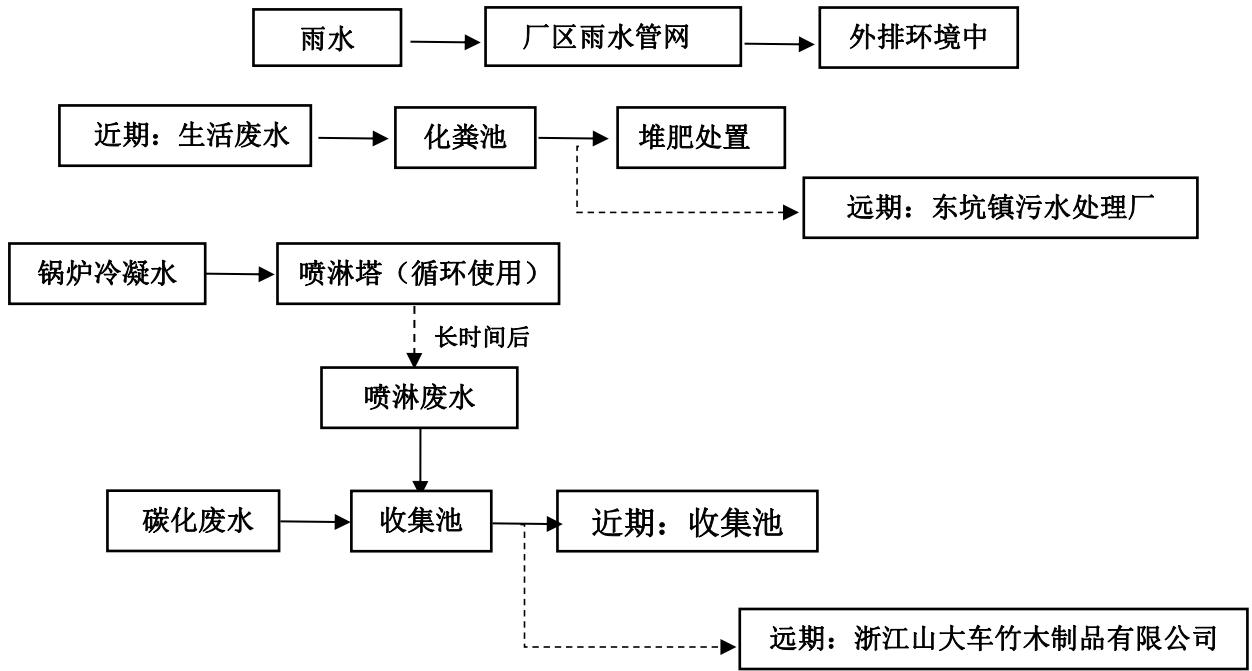 雨水
厂区雨水管网
外排环境中
近期：生活废水
化粪池
堆肥处置
远期：东坑镇污水处理厂
锅炉冷凝水
喷淋塔（循环使用）
长时间后
喷淋废水
碳化废水
收集池
近期：收集池
远期：浙江山大车竹木制品有限公司